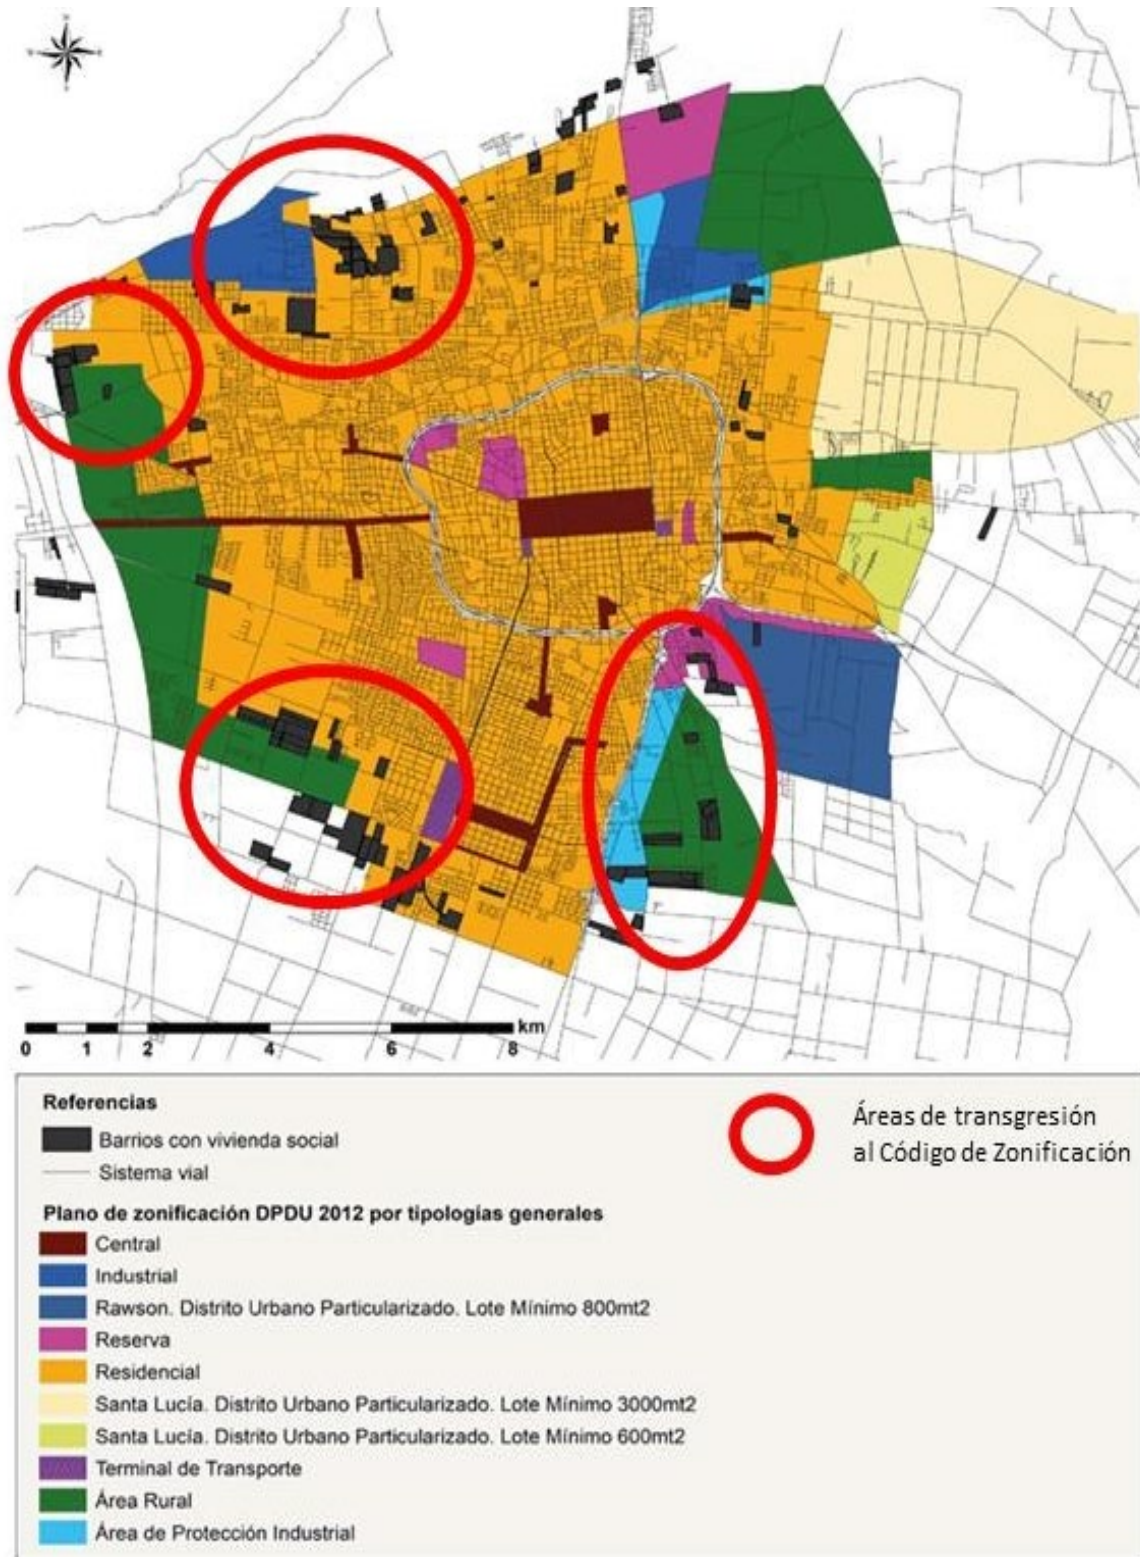 km
0 1 2 4 6 8
Referencias
Barrios con vivienda social
Sistema vial
Plano de zonificación DPDU 2012 por tipologías generales
Central
Industrial
Rawson. Distrito Urbano Particularizado. Lote Mínimo 800mt2
Reserva
Residencial
Santa Lucía. Distrito Urbano Particularizado. Lote Mínimo 3000mt2
Santa Lucía. Distrito Urbano Particularizado. Lote Mínimo 600mt2
Terminal de Transporte
Área Rural
Área de Protección Industrial
Áreas de transgresión
al Código de Zonificación